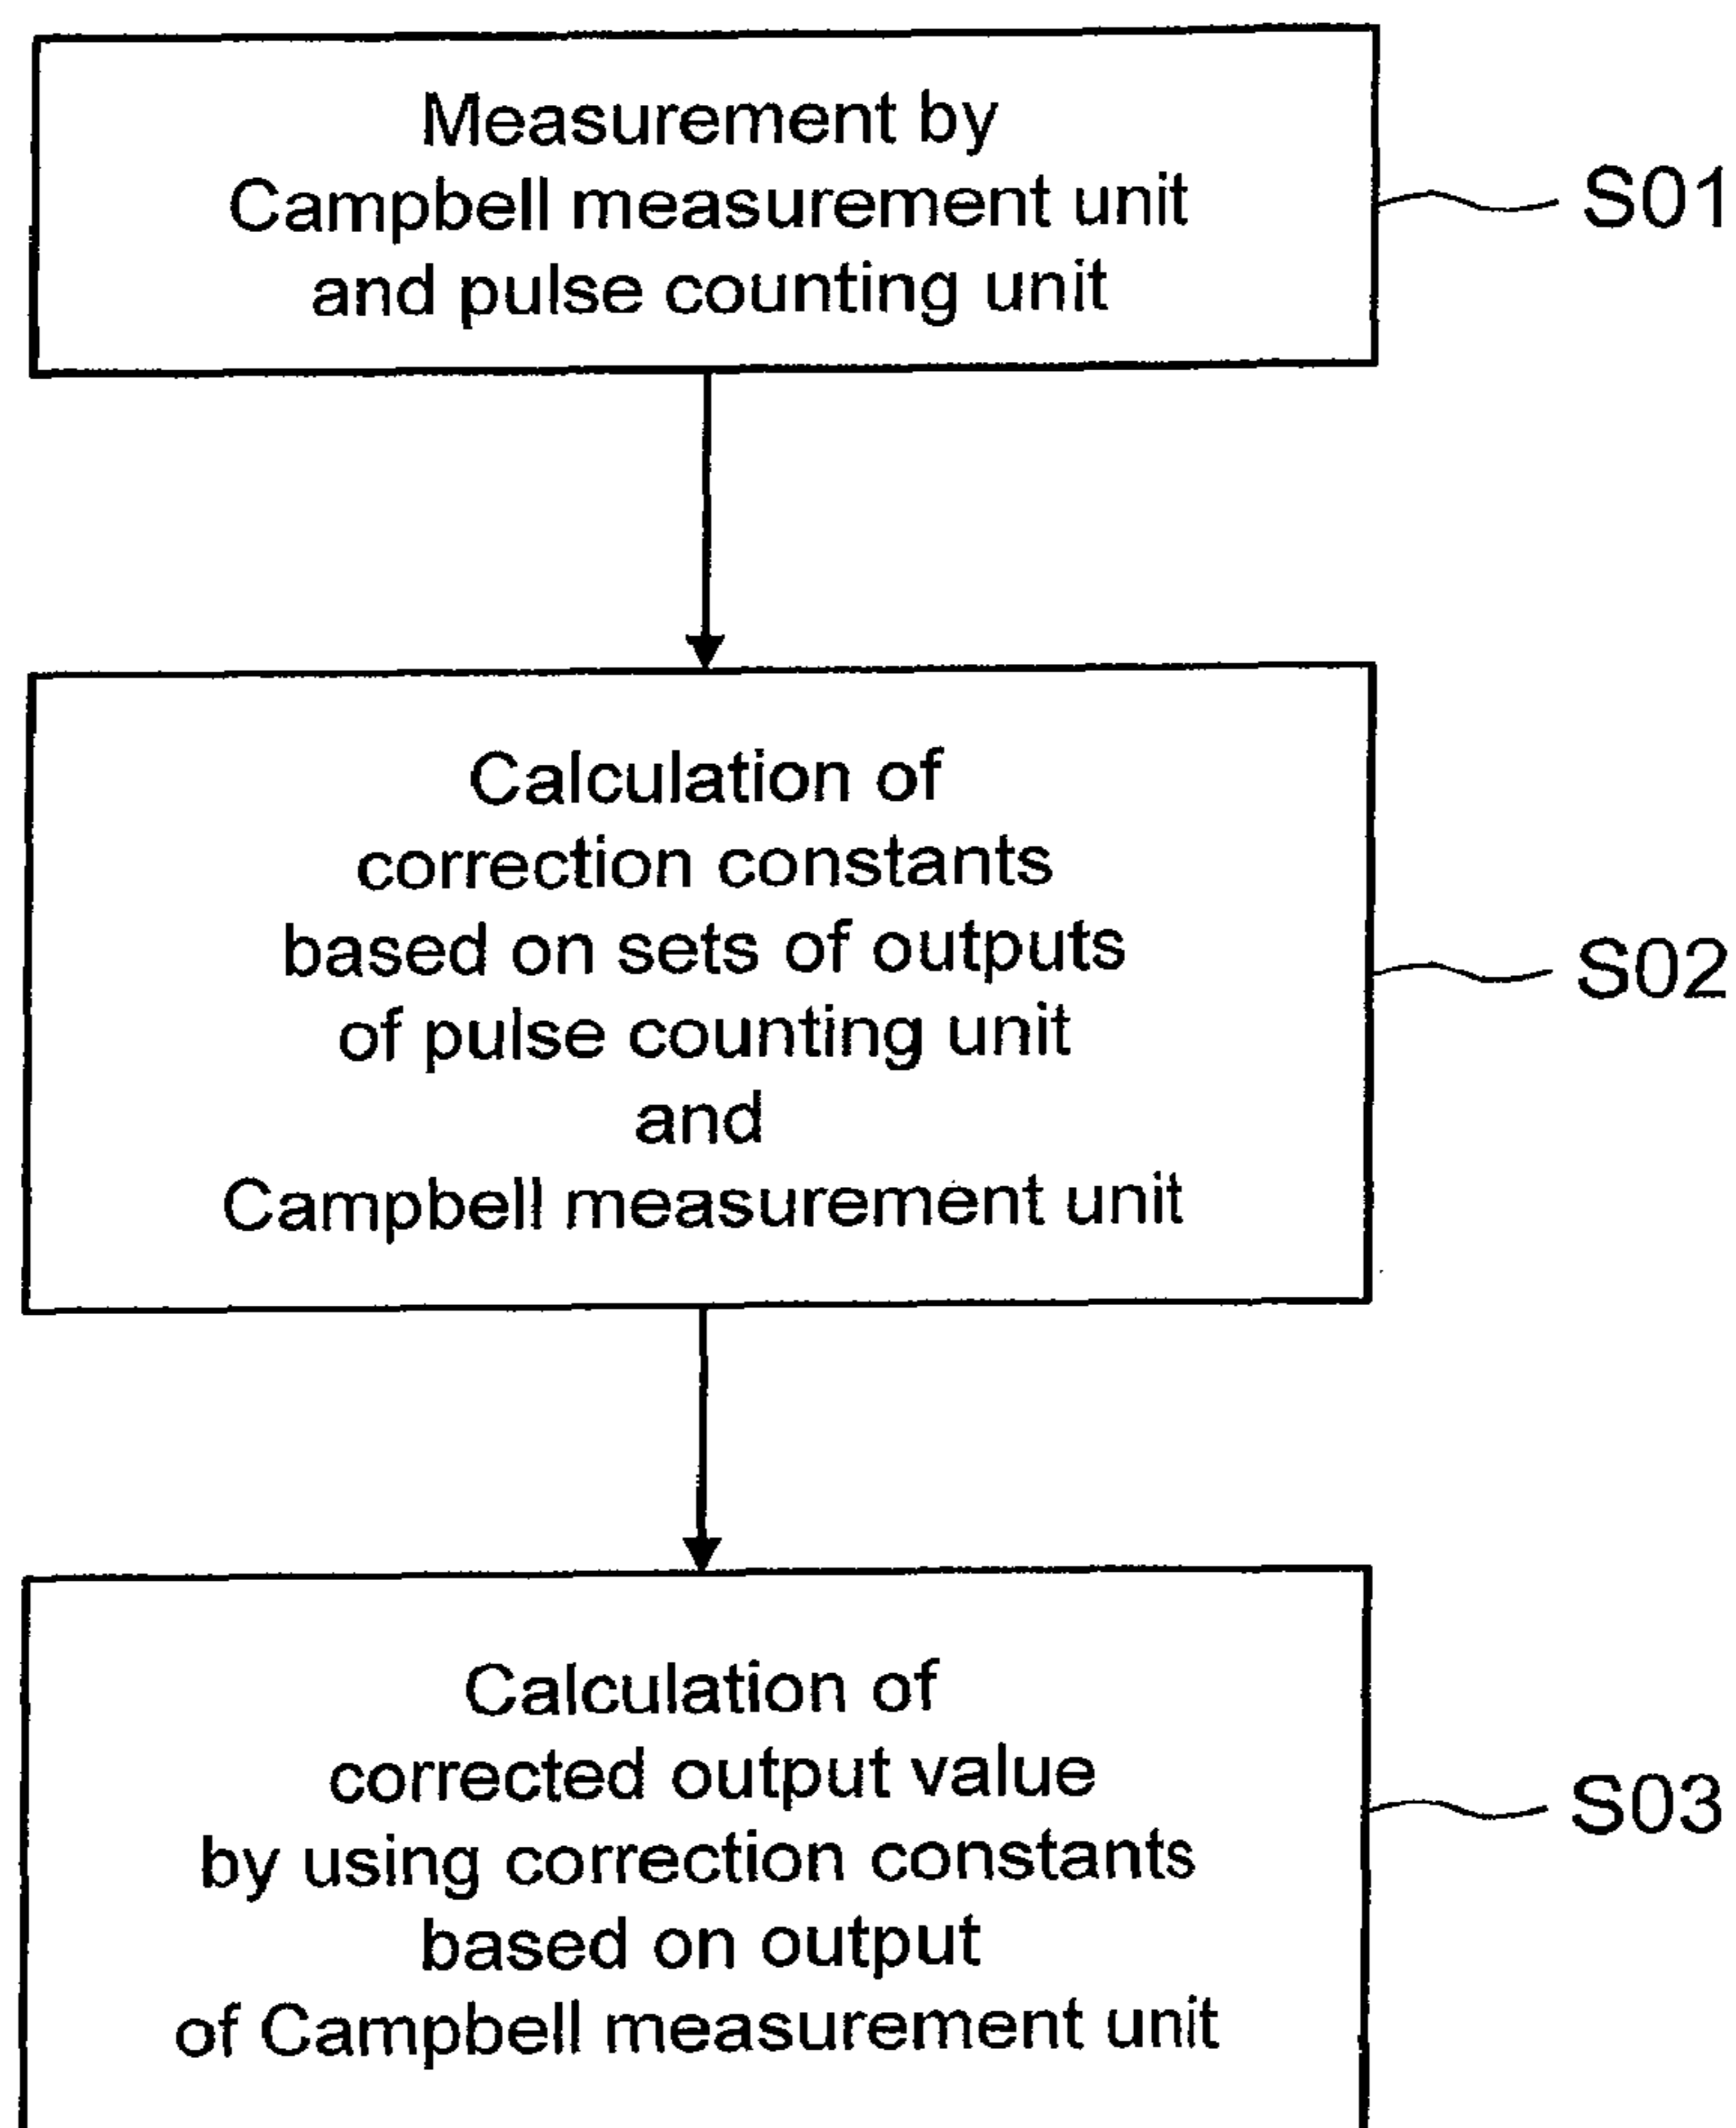 Measurement by
Campbell measurement unit
and pulse counting unit
S01
Calculation of
correction constants
based on sets of outputs
of pulse counting unit
and
Campbell measurement unit
S02
Calculation of
corrected output value
by using correction constants
based on output
of Campbell measurement unit
S03